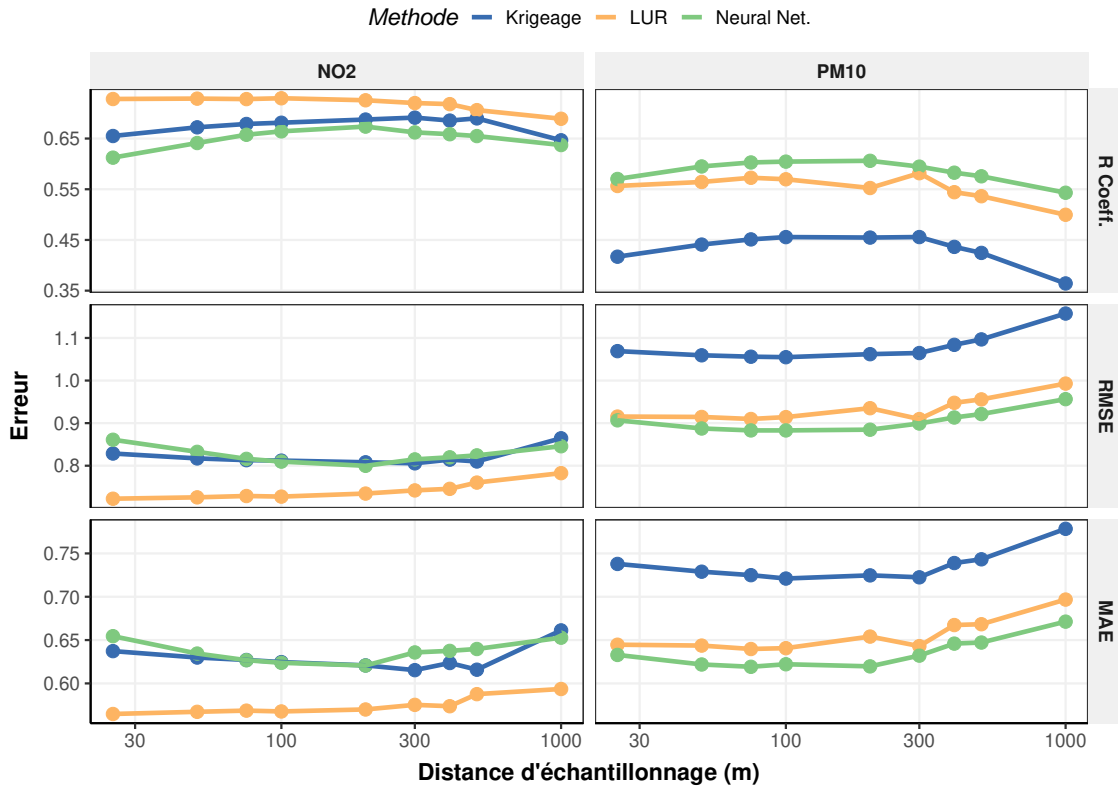 Methode Krigeage LUR Neural Net.
NO2 PM10
0.65
0.55
0.45
0.35
R Coeff.
1.1
1.0
0.9
0.8
RMSE
0.75
0.70
0.65
0.60
MAE
Erreur
30 100 300 1000 30 100 300 1000
Distance d'échantillonnage (m)